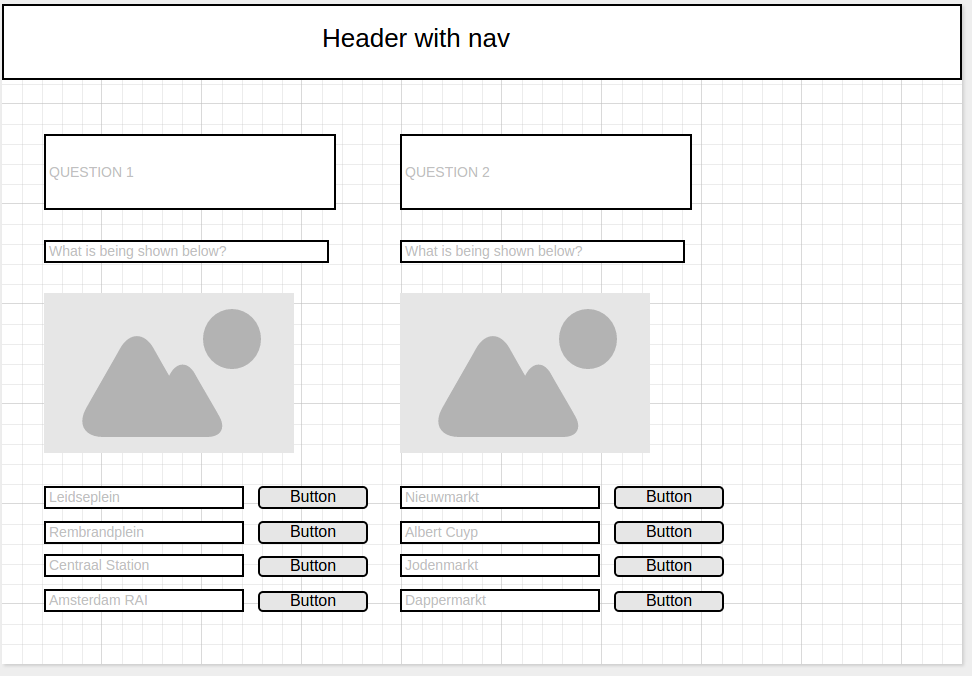 Header with nav
QUESTION 1
What is being shown below?
Leidseplein
Button
Rembrandplein
Button
Centraal Station
Button
Amsterdam RAI
Button
QUESTION 2
What is being shown below?
Nieuwmarkt
Button
Albert Cuyp
Button
Jodenmarkt
Button
Dappermarkt
Button